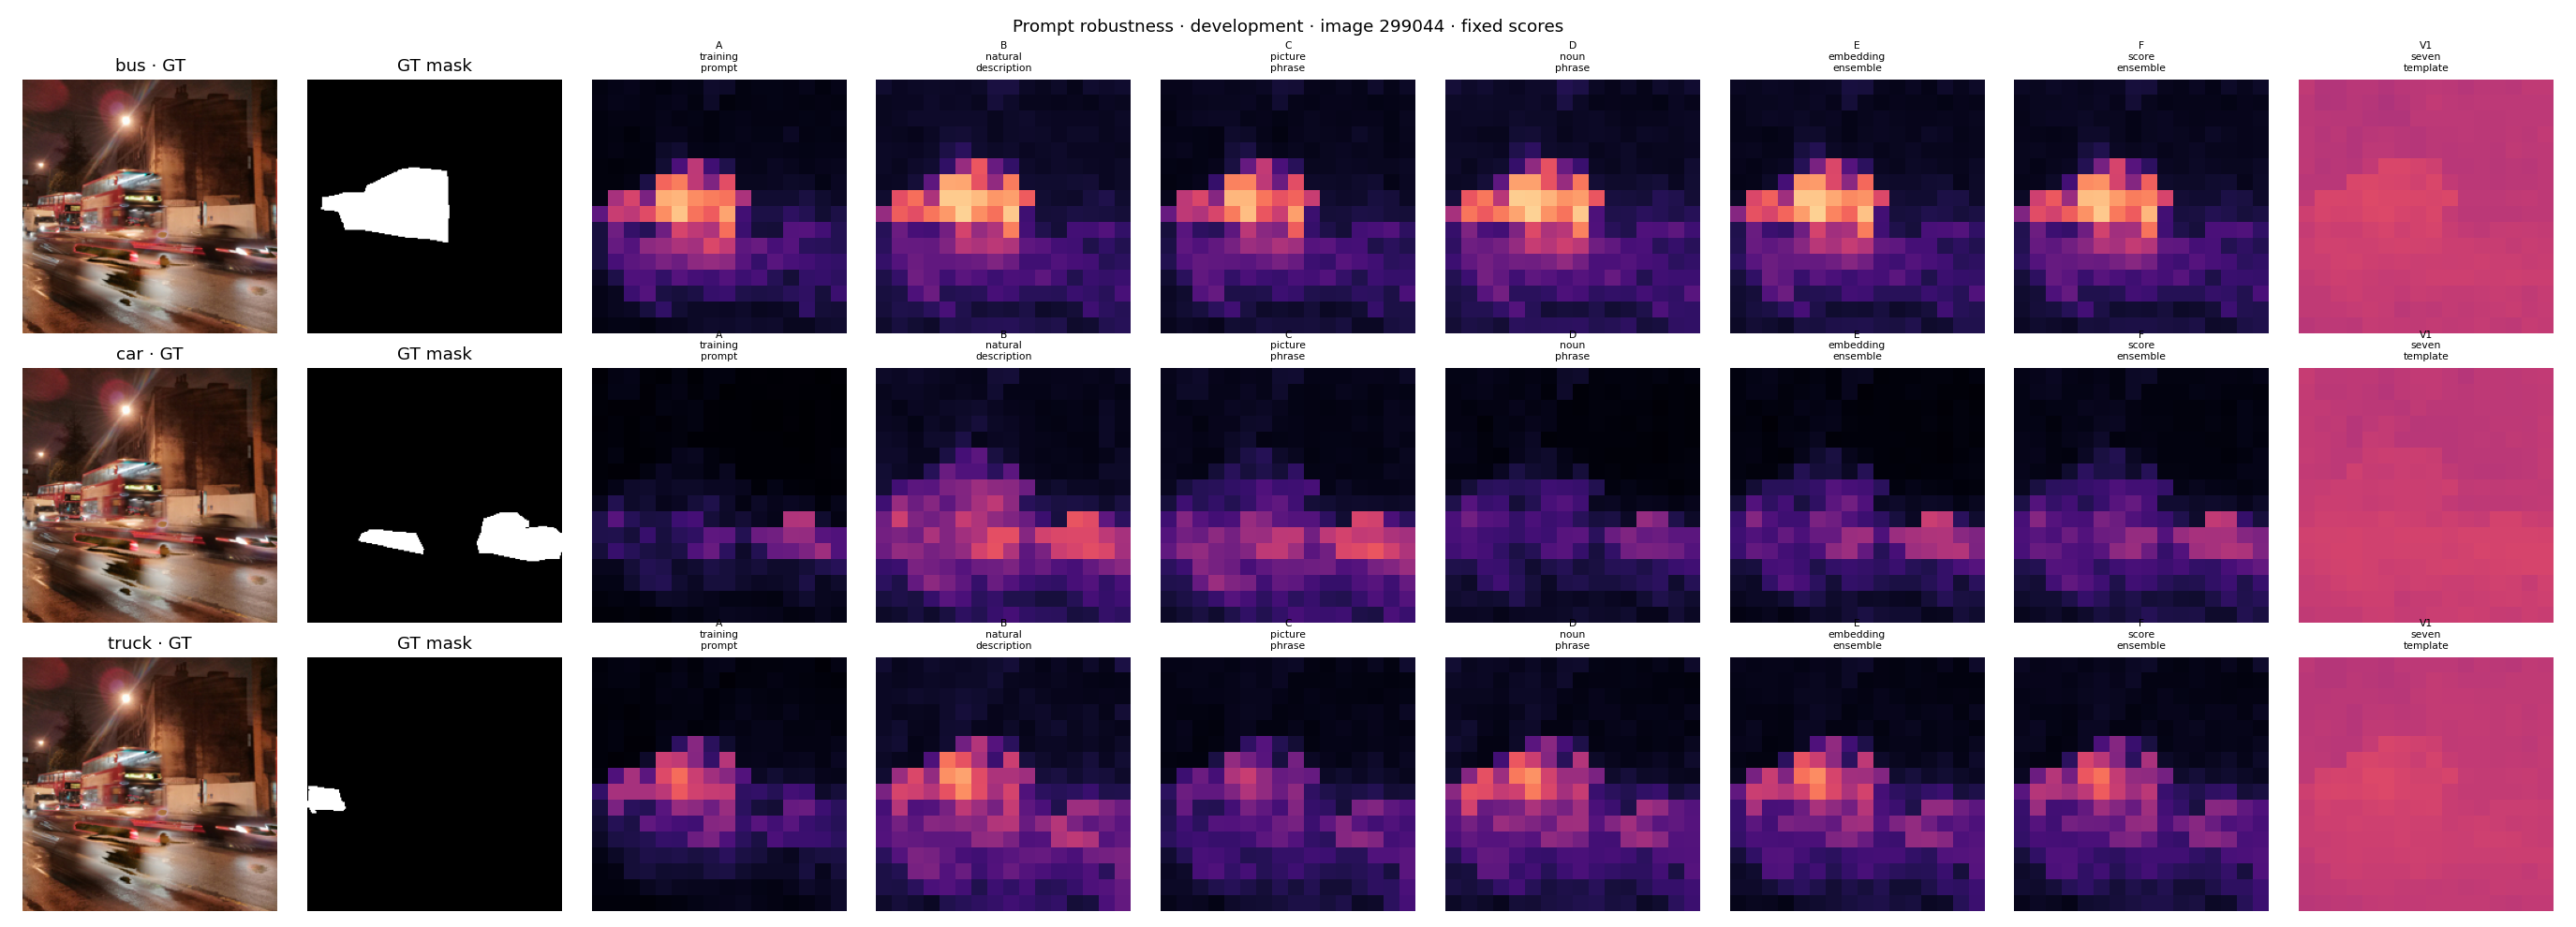 Prompt robustness · development · image 299044 · fixed scores
bus · GT
GT mask
A
training
prompt
B
natural
description
C
picture
phrase
D
noun
phrase
E
embedding
ensemble
F
score
ensemble
V1
seven
template
car · GT
GT mask
A
training
prompt
B
natural
description
C
picture
phrase
D
noun
phrase
E
embedding
ensemble
F
score
ensemble
V1
seven
template
truck · GT
GT mask
A
training
prompt
B
natural
description
C
picture
phrase
D
noun
phrase
E
embedding
ensemble
F
score
ensemble
V1
seven
template